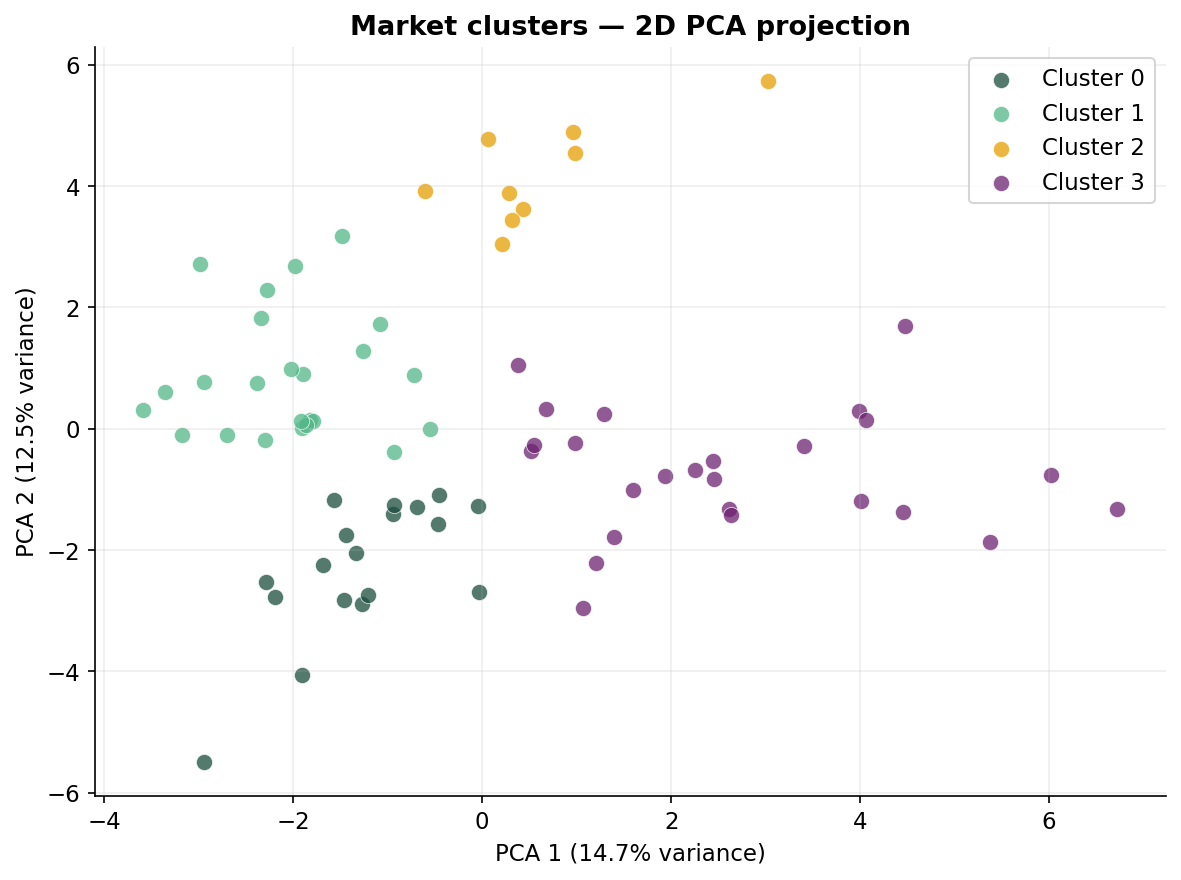 Market clusters — 2D PCA projection
Cluster 0
Cluster 1
Cluster 2
Cluster 3
PCA 2 (12.5% variance)
6
4
2
0
−2
−4
−6
−4
−2
0
2
4
6
PCA 1 (14.7% variance)